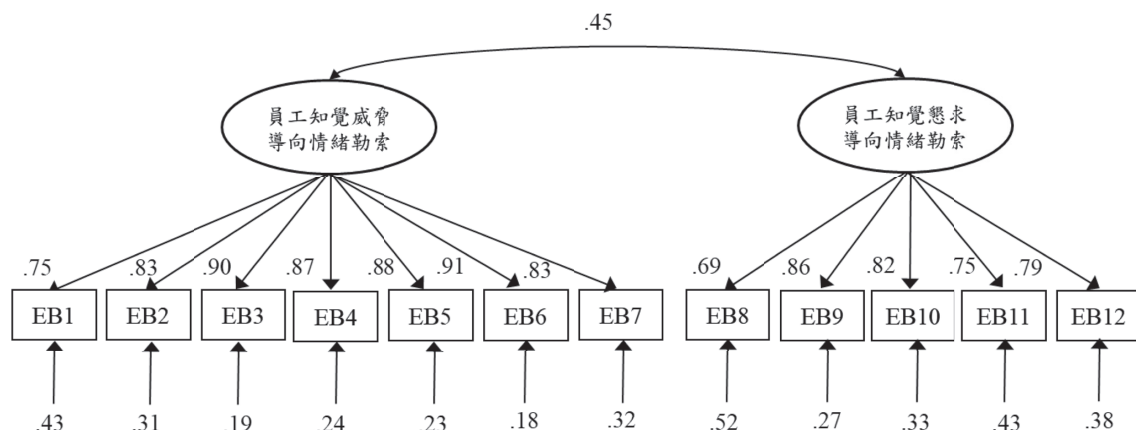 .45
員工知覺威脅
導向情緒勒索
員工知覺懇求
導向情緒勒索
.75 .83 .90 .87 .88 .91 .83 .69 .86 .82 .75 .79
EB1 EB2 EB3 EB4 EB5 EB6 EB7 EB8 EB9 EB10 EB11 EB12
.43 .31 .19 .24 .23 .18 .32 .52 .27 .33 .43 .38